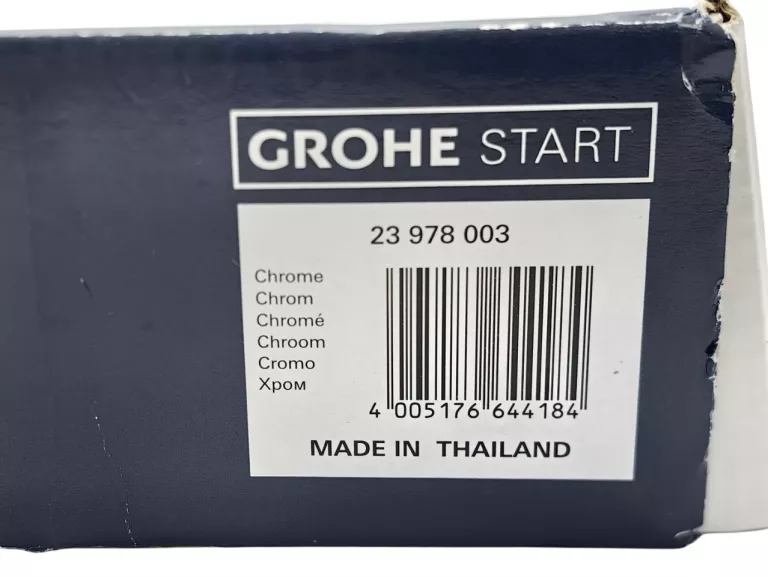 GROHE START
23 978 003
Chrome
Chrom
Chromé
Chroom
Cromo
Хром
4 005176 644184
MADE IN THAILAND